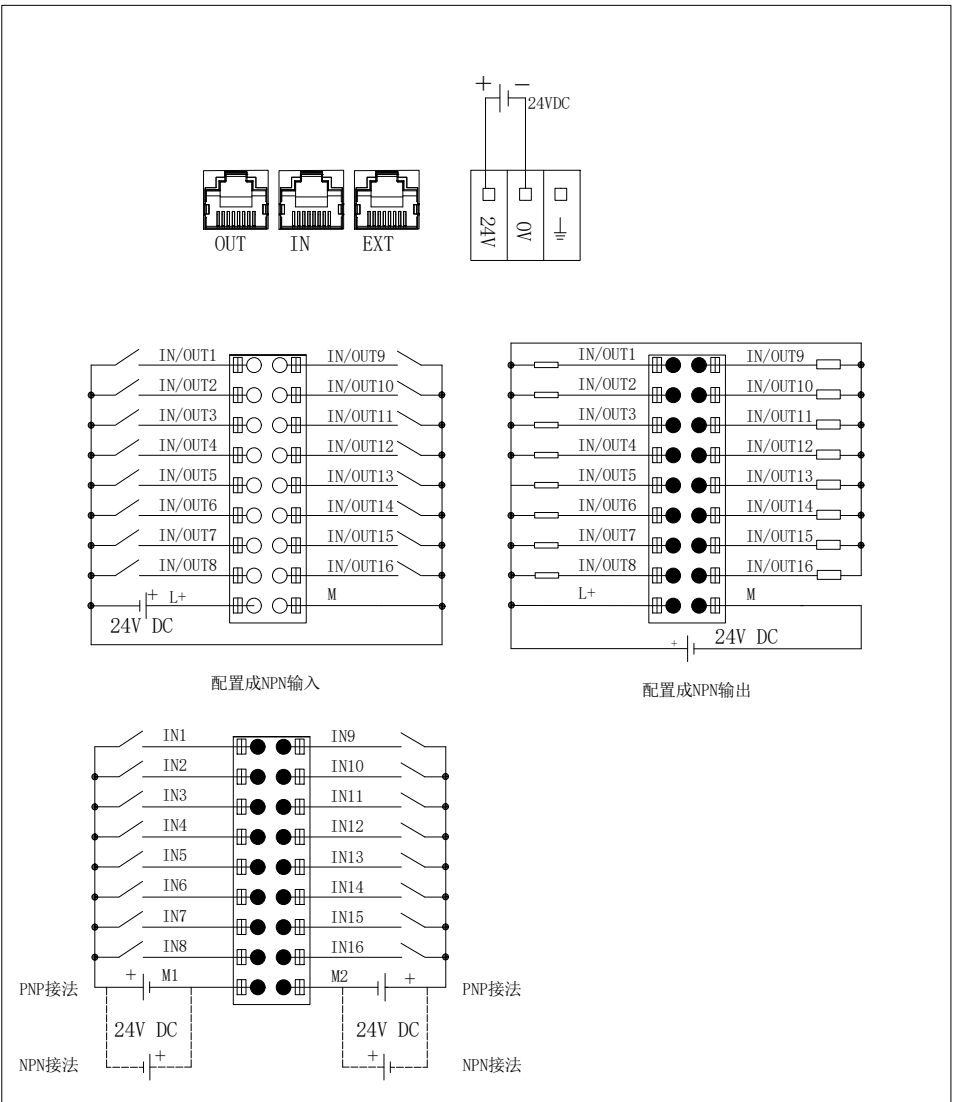 + −
24VDC
OUT IN EXT
24V 0V
IN/OUT1 IN/OUT9
IN/OUT2 IN/OUT10
IN/OUT3 IN/OUT11
IN/OUT4 IN/OUT12
IN/OUT5 IN/OUT13
IN/OUT6 IN/OUT14
IN/OUT7 IN/OUT15
IN/OUT8 IN/OUT16
+ L+ M
24V DC
配置成NPN输入
IN/OUT1 IN/OUT9
IN/OUT2 IN/OUT10
IN/OUT3 IN/OUT11
IN/OUT4 IN/OUT12
IN/OUT5 IN/OUT13
IN/OUT6 IN/OUT14
IN/OUT7 IN/OUT15
IN/OUT8 IN/OUT16
L+ M
+ 24V DC
配置成NPN输出
IN1 IN9
IN2 IN10
IN3 IN11
IN4 IN12
IN5 IN13
IN6 IN14
IN7 IN15
IN8 IN16
PNP接法 + M1 M2 + PNP接法
24V DC 24V DC
NPN接法 + + NPN接法